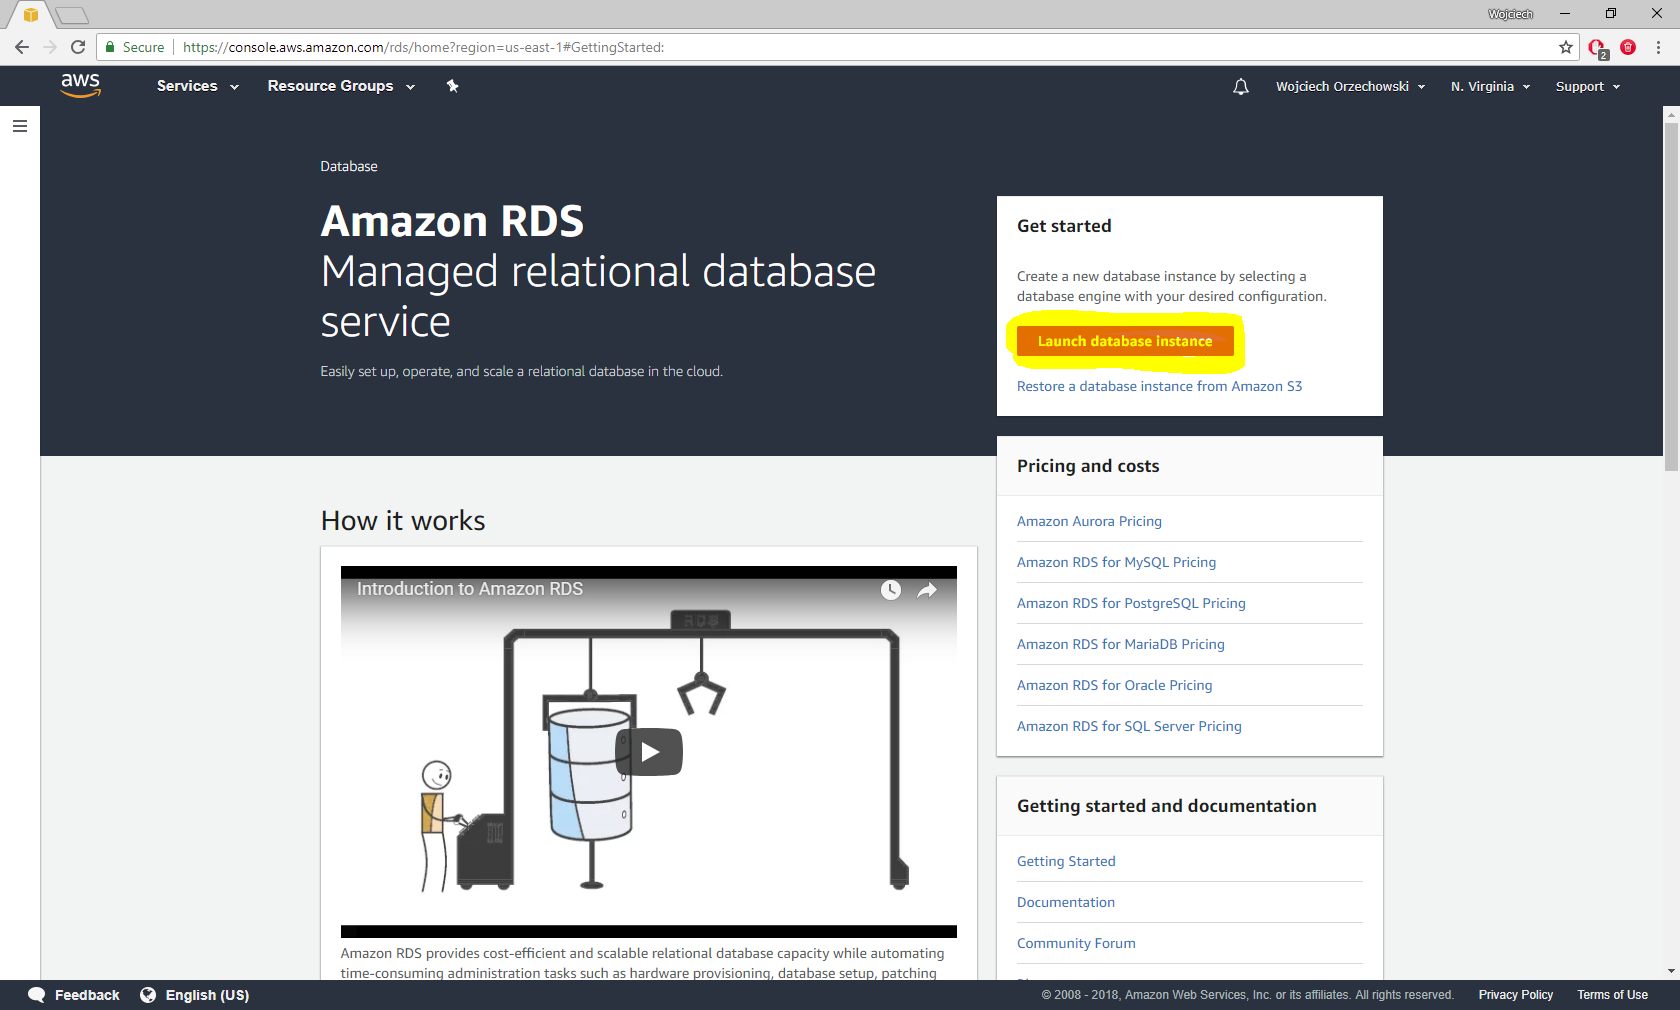 Wojciech
Secure
https://console.aws.amazon.com/rds/home?region=us-east-1#GettingStarted:
2
aws
Services
Resource Groups
Wojciech Orzechowski
N. Virginia
Support
Database
Amazon RDS
Managed relational database
service
Easily set up, operate, and scale a relational database in the cloud.
Get started
Create a new database instance by selecting a
database engine with your desired configuration.
Launch database instance
Restore a database instance from Amazon S3
Pricing and costs
Amazon Aurora Pricing
Amazon RDS for MySQL Pricing
Amazon RDS for PostgreSQL Pricing
Amazon RDS for MariaDB Pricing
Amazon RDS for Oracle Pricing
Amazon RDS for SQL Server Pricing
How it works
Introduction to Amazon RDS
RDS
Amazon RDS provides cost-efficient and scalable relational database capacity while automating
time-consuming administration tasks such as hardware provisioning, database setup, patching
Getting started and documentation
Getting Started
Documentation
Community Forum
Feedback
English (US)
© 2008 - 2018, Amazon Web Services, Inc. or its affiliates. All rights reserved.
Privacy Policy
Terms of Use